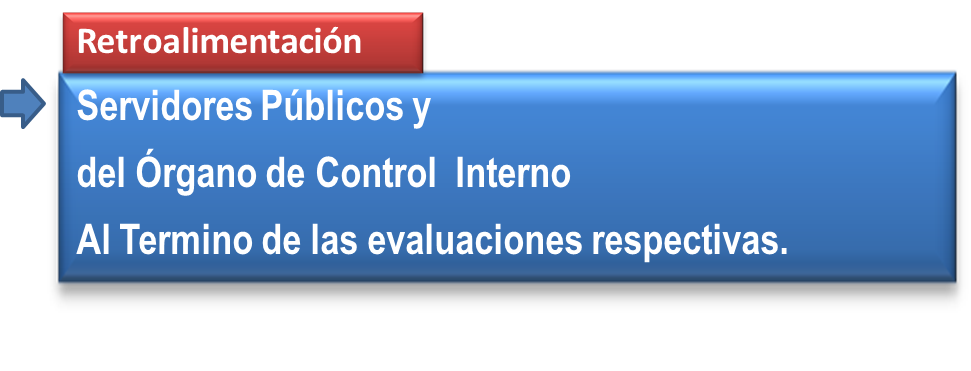 Retroalimentación
Servidores Públicos y
del Órgano de Control  Interno
Al Termino de las evaluaciones respectivas.